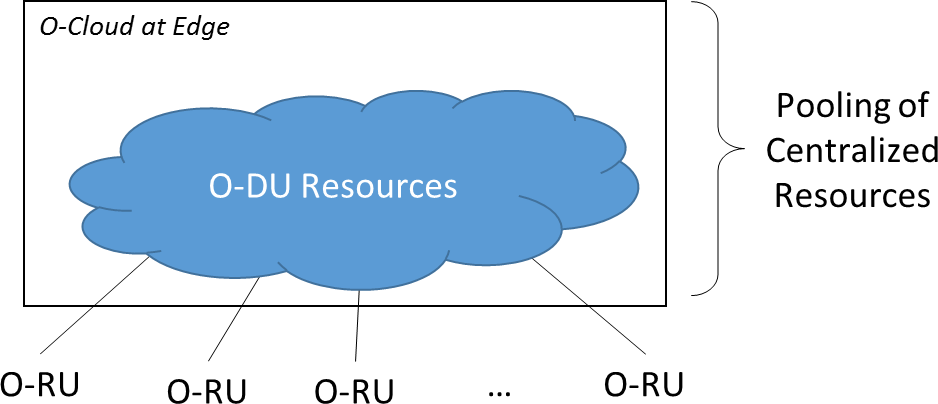 O-Cloud at Edge
O-DU Resources
Pooling of
Centralized
Resources
O-RU
O-RU
O-RU
...
O-RU